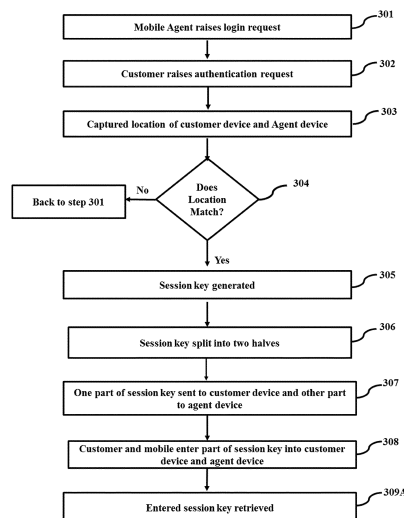 Mobile Agent raises login request
301
Customer raises authentication request
302
Captured location of customer device and Agent device
303
Does
Location
Match?
304
No
Back to step 301
Yes
Session key generated
305
Session key split into two halves
306
One part of session key sent to customer device and other part
to agent device
307
Customer and mobile enter part of session key into customer
device and agent device
308
Entered session key retrieved
309A